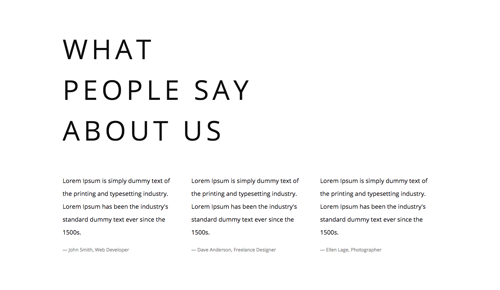 WHAT
PEOPLE SAY
ABOUT US
Lorem Ipsum is simply dummy text of
the printing and typesetting industry.
Lorem Ipsum has been the industry's
standard dummy text ever since the
1500s.
— John Smith, Web Developer
Lorem Ipsum is simply dummy text of
the printing and typesetting industry.
Lorem Ipsum has been the industry's
standard dummy text ever since the
1500s.
— Dave Anderson, Freelance Designer
Lorem Ipsum is simply dummy text of
the printing and typesetting industry.
Lorem Ipsum has been the industry's
standard dummy text ever since the
1500s.
— Ellen Lage, Photographer